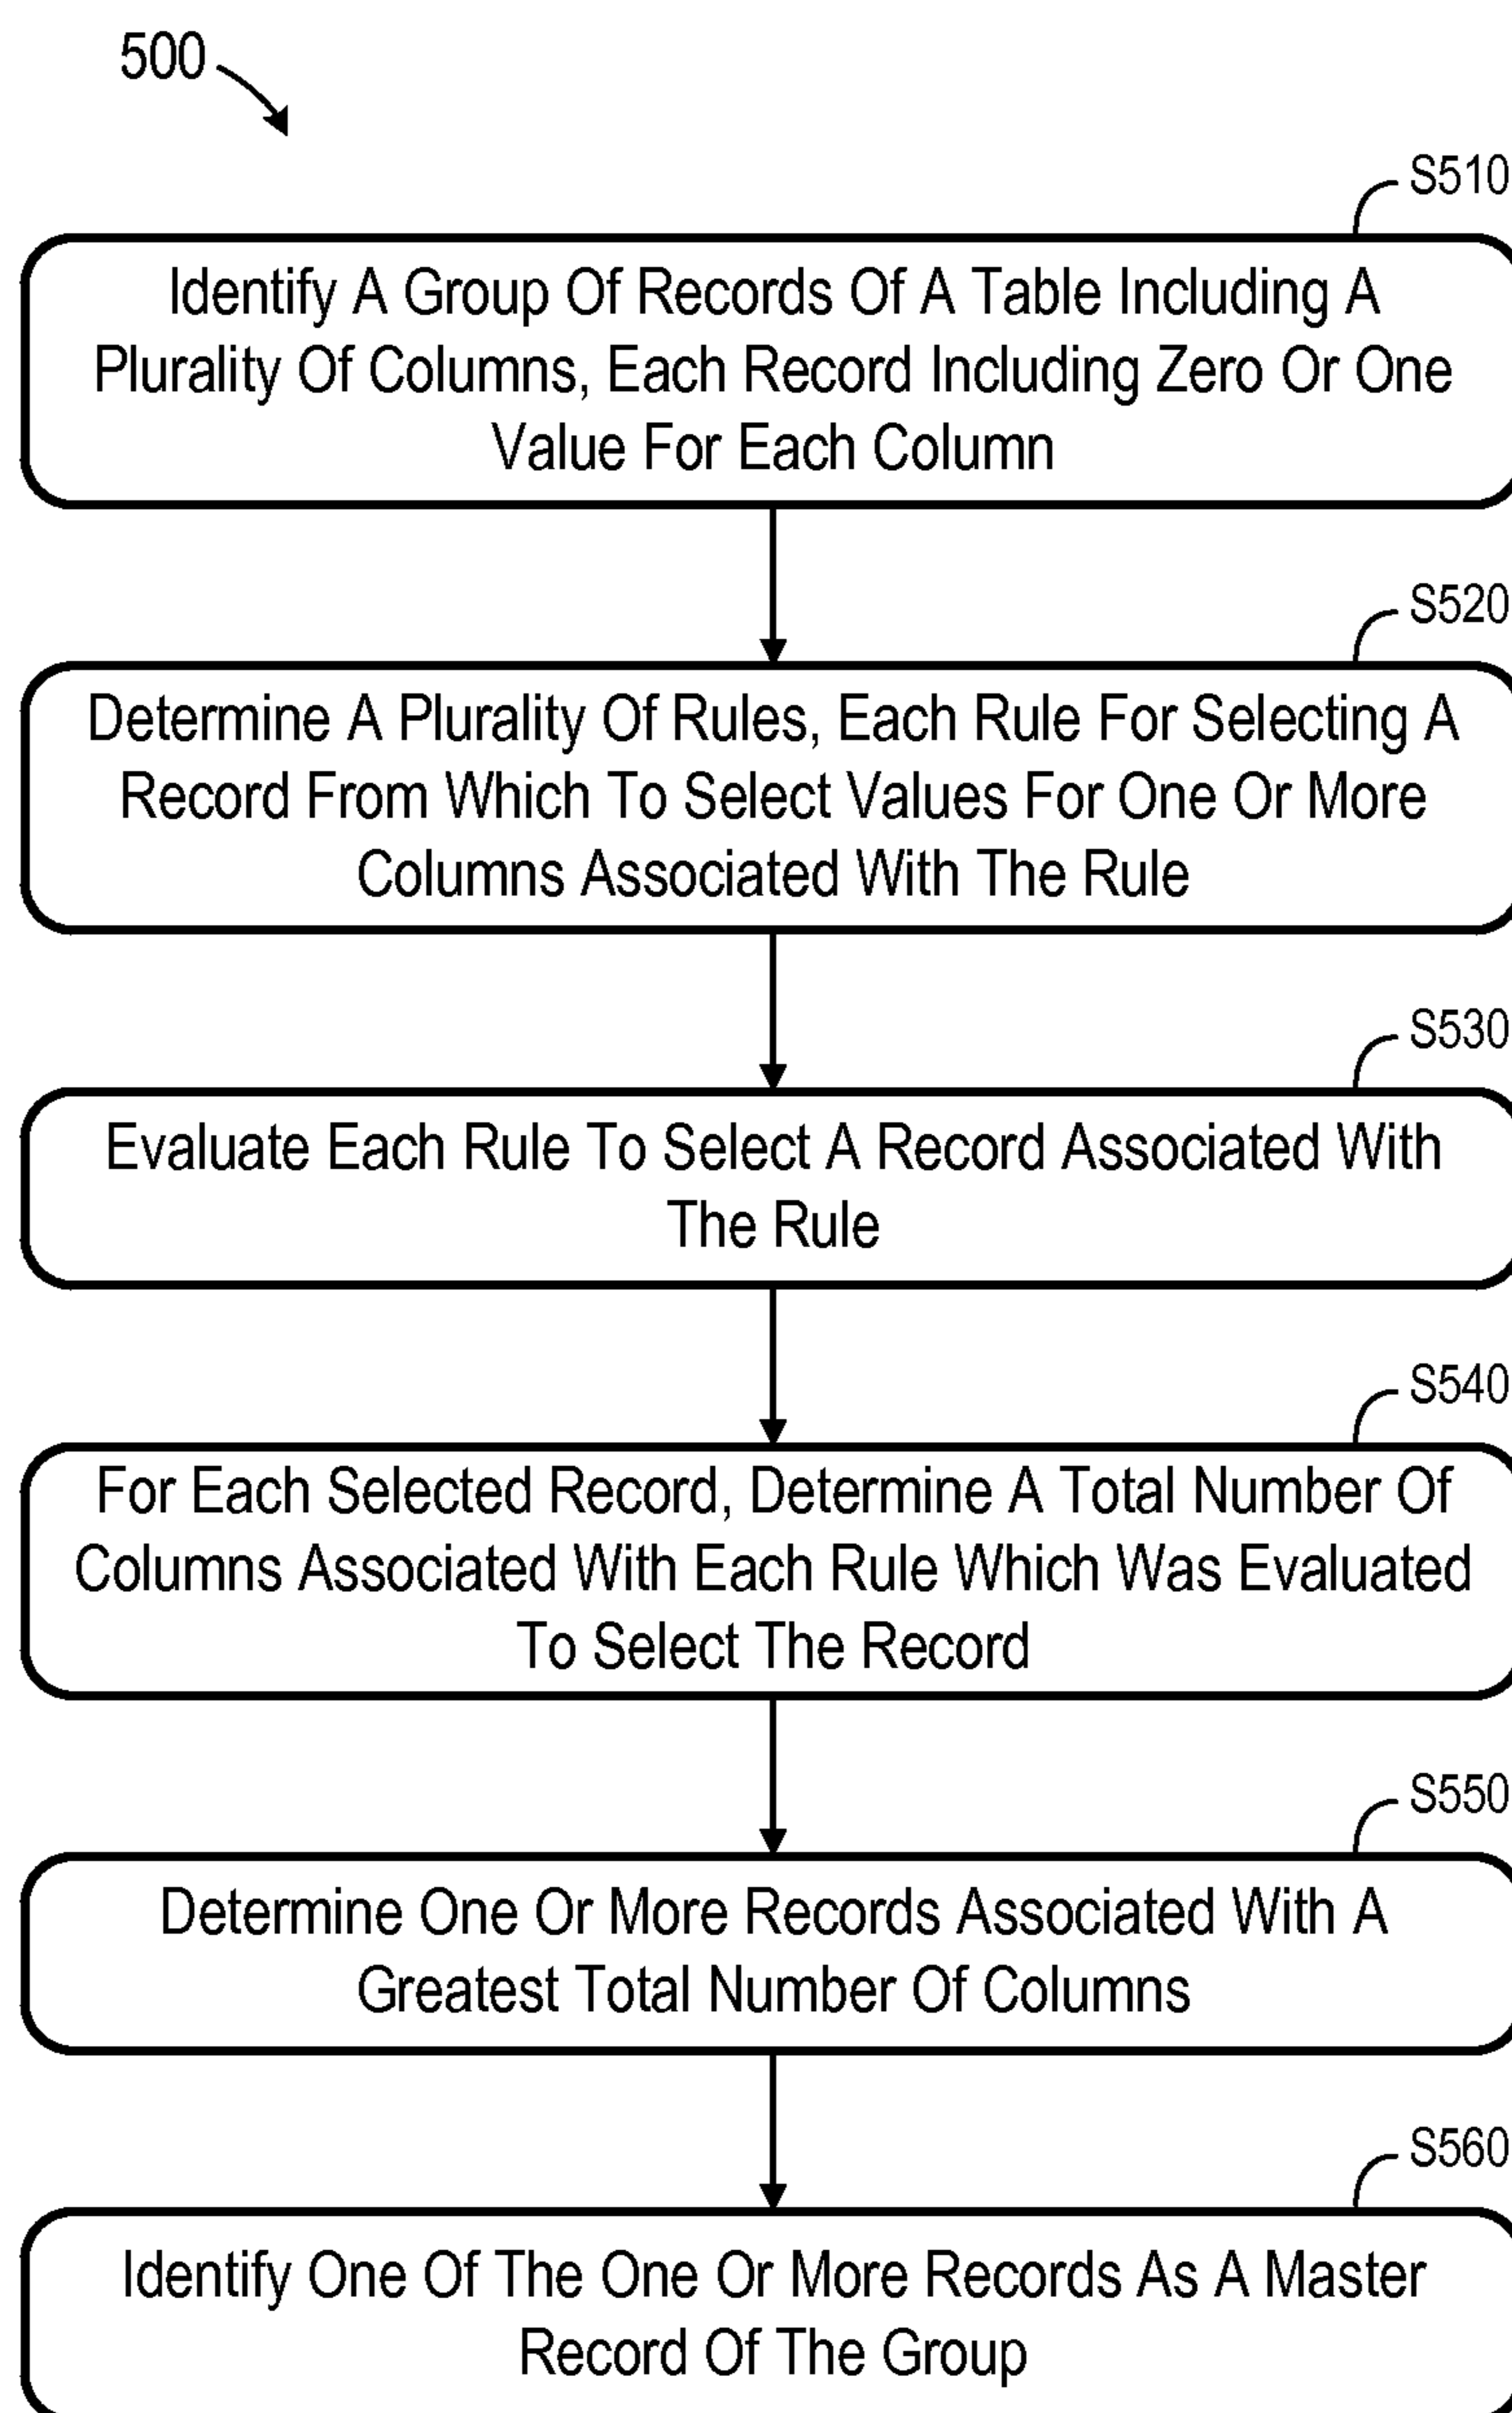 500
S510
Identify A Group Of Records Of A Table Including A
Plurality Of Columns, Each Record Including Zero Or One
Value For Each Column
S520
Determine A Plurality Of Rules, Each Rule For Selecting A
Record From Which To Select Values For One Or More
Columns Associated With The Rule
S530
Evaluate Each Rule To Select A Record Associated With
The Rule
S540
For Each Selected Record, Determine A Total Number Of
Columns Associated With Each Rule Which Was Evaluated
To Select The Record
S550
Determine One Or More Records Associated With A
Greatest Total Number Of Columns
S560
Identify One Of The One Or More Records As A Master
Record Of The Group